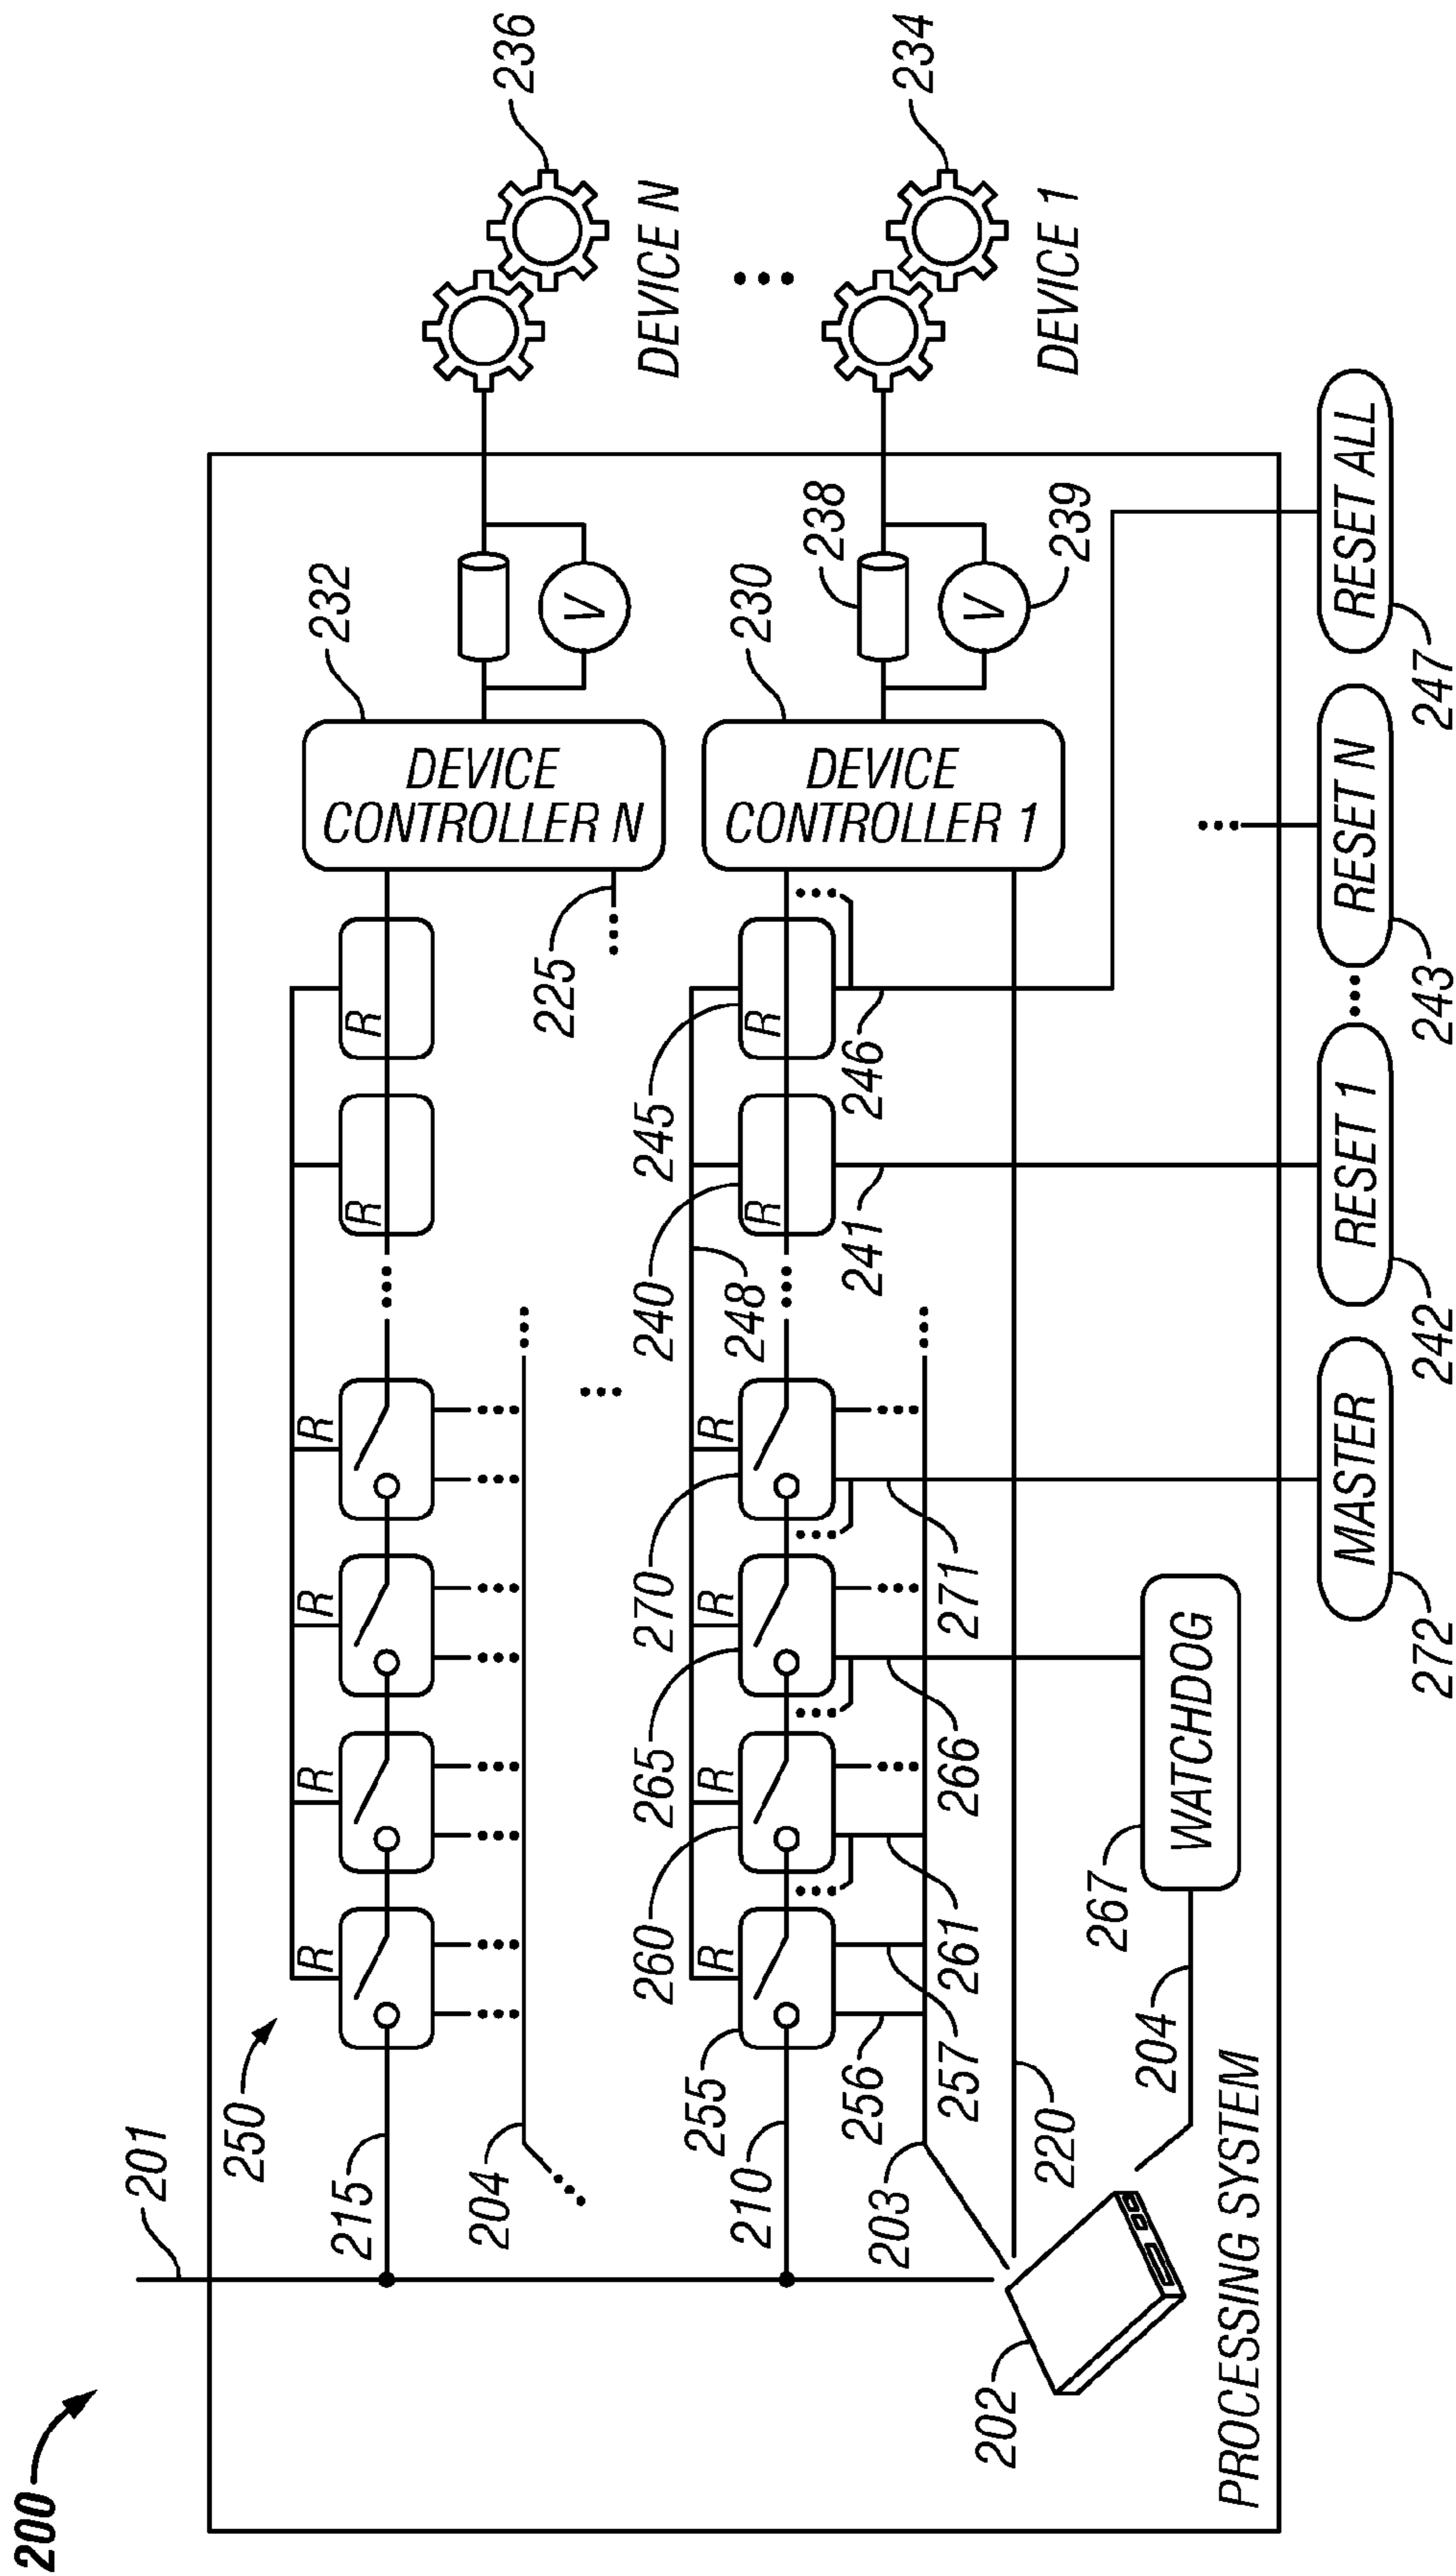 200
201
250
215
204
225
232
DEVICE
CONTROLLER N
R
R
R
R
R
R
V
236
DEVICE N
210
255
260
265
270
240
248
245
230
DEVICE
CONTROLLER 1
R
R
R
R
R
R
238
V
239
234
DEVICE 1
203
256
257
261
266
271
241
246
220
202
204
267
WATCHDOG
PROCESSING SYSTEM
MASTER
RESET 1
RESET N
RESET ALL
272
242
243
247